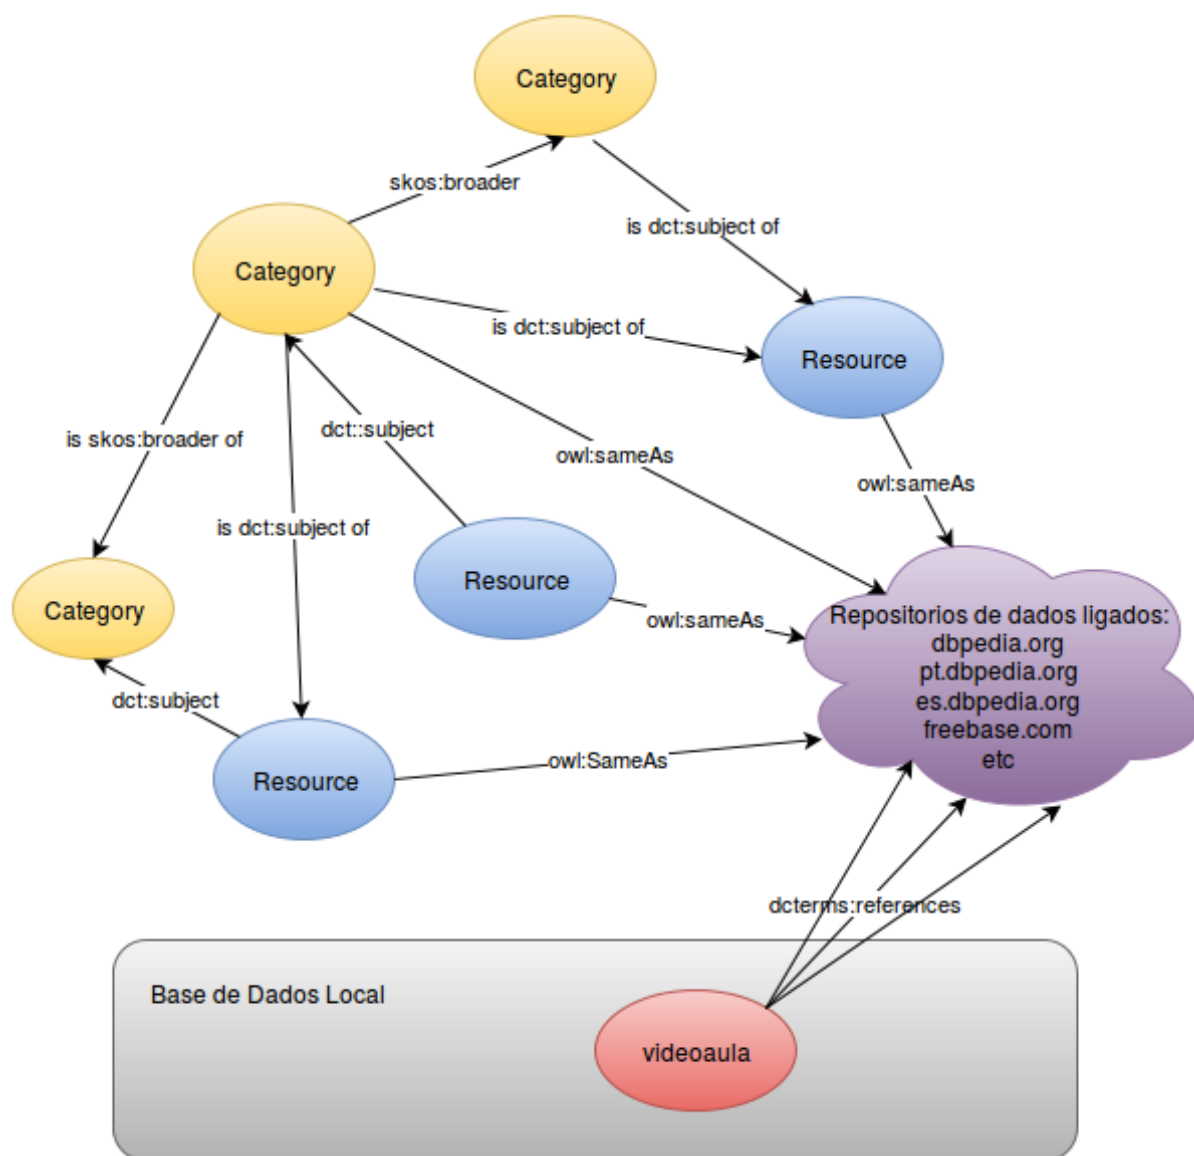 Category
skos:broader
is dct:subject of
Category
is dct:subject of
Resource
is skos:broader of
dct::subject
owl:sameAs
owl:sameAs
is dct:subject of
Resource
Category
owl:sameAs
Repositorios de dados ligados:
dbpedia.org
pt.dbpedia.org
es.dbpedia.org
freebase.com
etc
dct:subject
Resource
owl:SameAs
dcterms:references
Base de Dados Local
videoaula